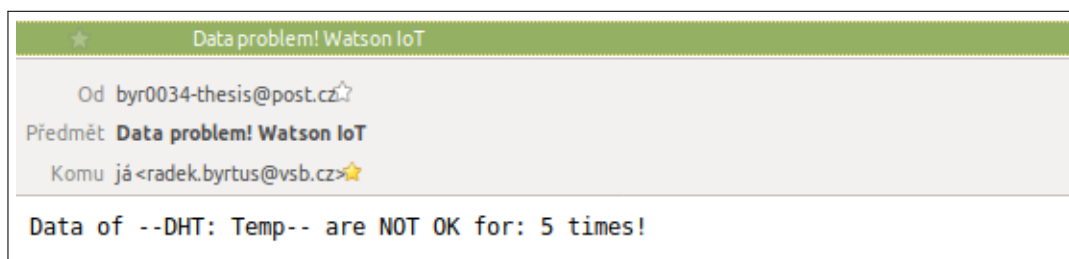 Data problem! Watson IoT
Od byr0034-thesis@post.cz
Předmět Data problem! Watson IoT
Komu já <radek.byrtus@vsb.cz>
Data of --DHT: Temp-- are NOT OK for: 5 times!